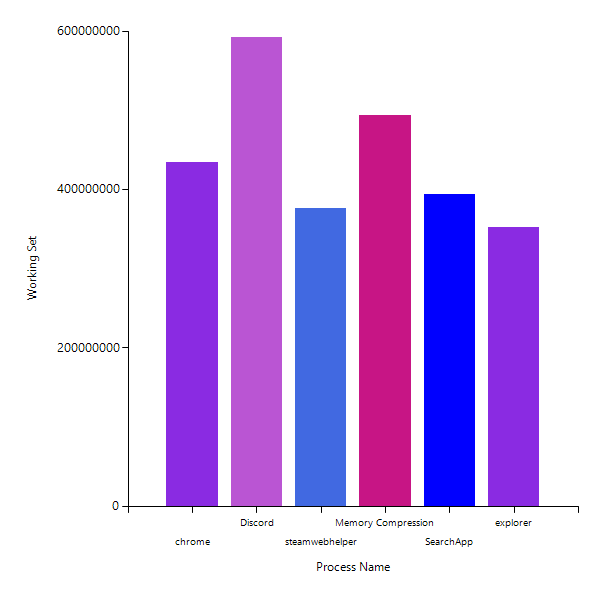 600000000
400000000
200000000
0
Working Set
Discord
Memory Compression
explorer
chrome
steamwebhelper
SearchApp
Process Name